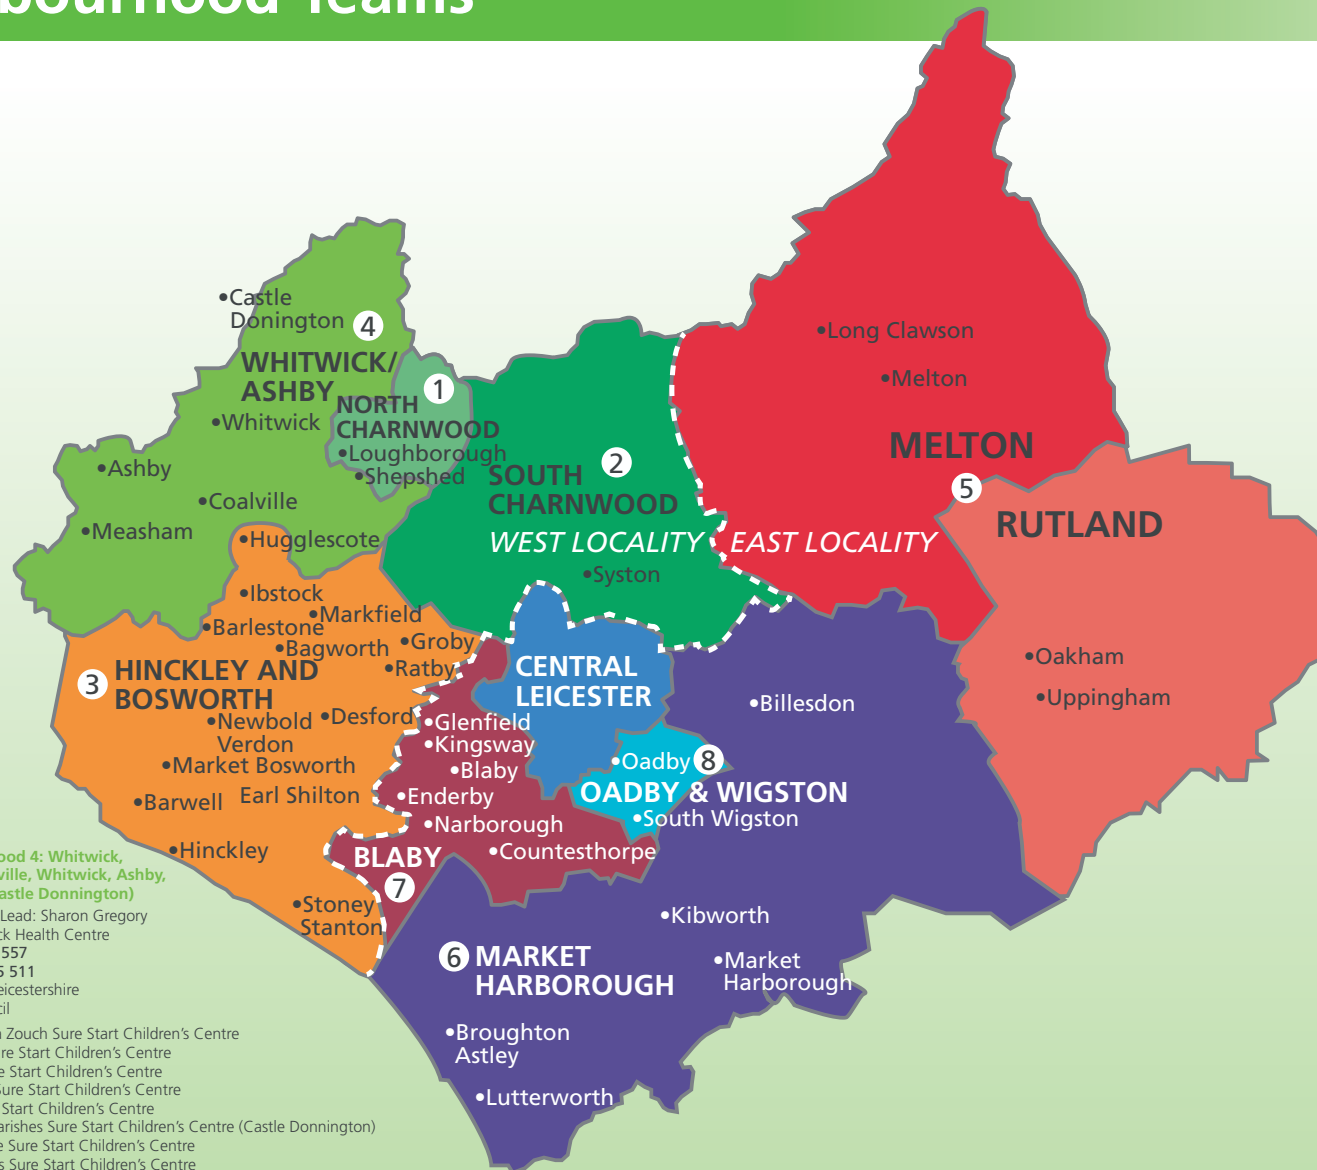 bourhood Teams
•Castle
Donington
4
WHITWICK/
ASHBY
1
NORTH
CHARNWOOD
•Whitwick
•Loughborough
•Shepshed
•Ashby
•Coalville
•Measham
•Hugglescote
2
SOUTH
CHARNWOOD
WEST LOCALITY
•Syston
•Long Clawson
•Melton
MELTON
5
RUTLAND
EAST LOCALITY
•Oakham
•Uppingham
•Ibstock
•Markfield
•Barlestone
•Bagworth
•Groby
•Ratby
3
HINCKLEY AND
BOSWORTH
•Newbold
Verdon
•Desford
•Market Bosworth
•Barwell
Earl Shilton
•Hinckley
•Stoney
Stanton
CENTRAL
LEICESTER
•Glenfield
•Kingsway
•Blaby
•Enderby
•Narborough
•Countesthorpe
BLABY
7
•Oadby
8
OADBY & WIGSTON
•South Wigston
•Billesdon
•Kibworth
6
MARKET
HARBOROUGH
•Market
Harborough
•Broughton
Astley
•Lutterworth
ood 4: Whitwick,
ville, Whitwick, Ashby,
astle Donnington)
Lead: Sharon Gregory
ck Health Centre
557
5 511
eicestershire
cil
n Zouch Sure Start Children's Centre
re Start Children's Centre
e Start Children's Centre
Sure Start Children's Centre
Start Children's Centre
arishes Sure Start Children's Centre (Castle Donnington)
e Sure Start Children's Centre
s Sure Start Children's Centre